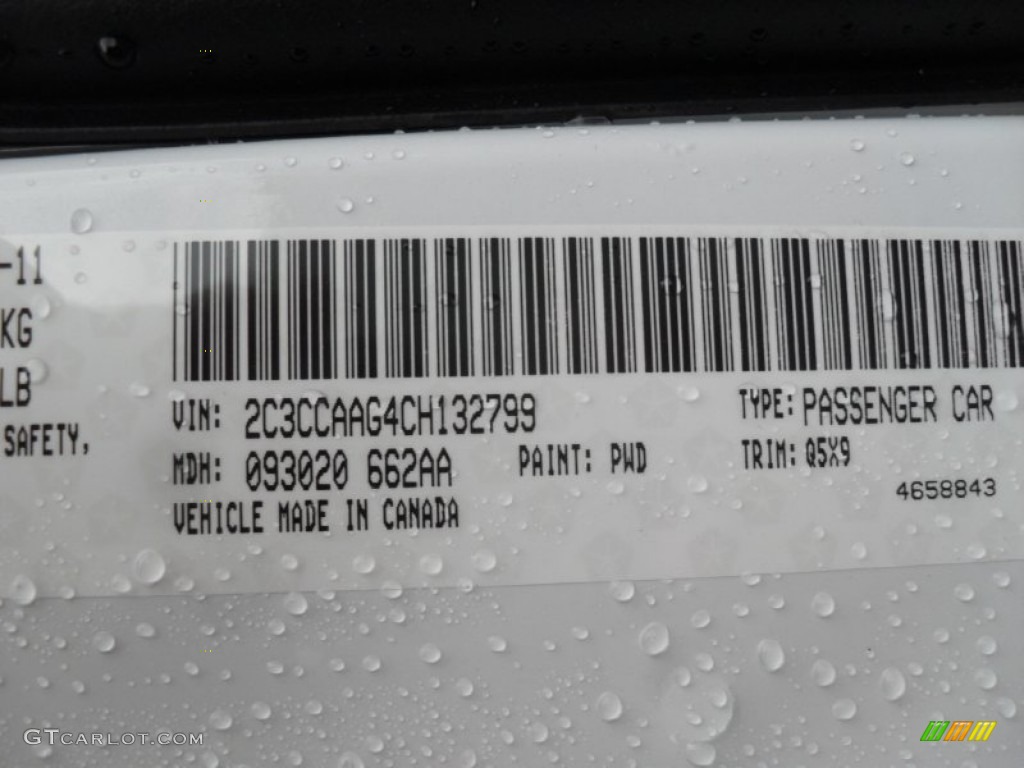 -11
KG
LB
SAFETY,
VIN: 2C3CCAAG4CH132799 TYPE: PASSENGER CAR
MDH: 093020 662AA PAINT: PWD TRIM: Q5X9
4658843
VEHICLE MADE IN CANADA
GTCARLOT.COM